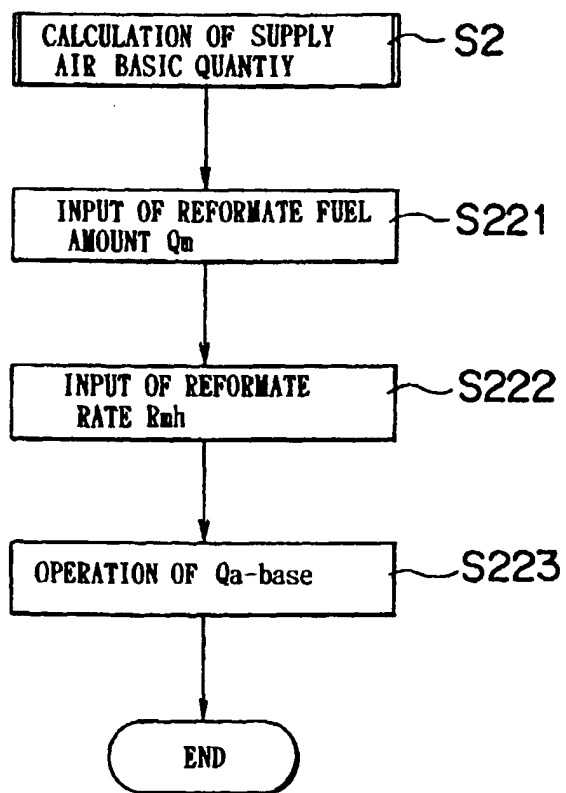 CALCULATION OF SUPPLY
AIR BASIC QUANTIY
S2
INPUT OF REFORMATE FUEL
AMOUNT Qm
S221
INPUT OF REFORMATE
RATE Rmh
S222
OPERATION OF Qa-base
S223
END